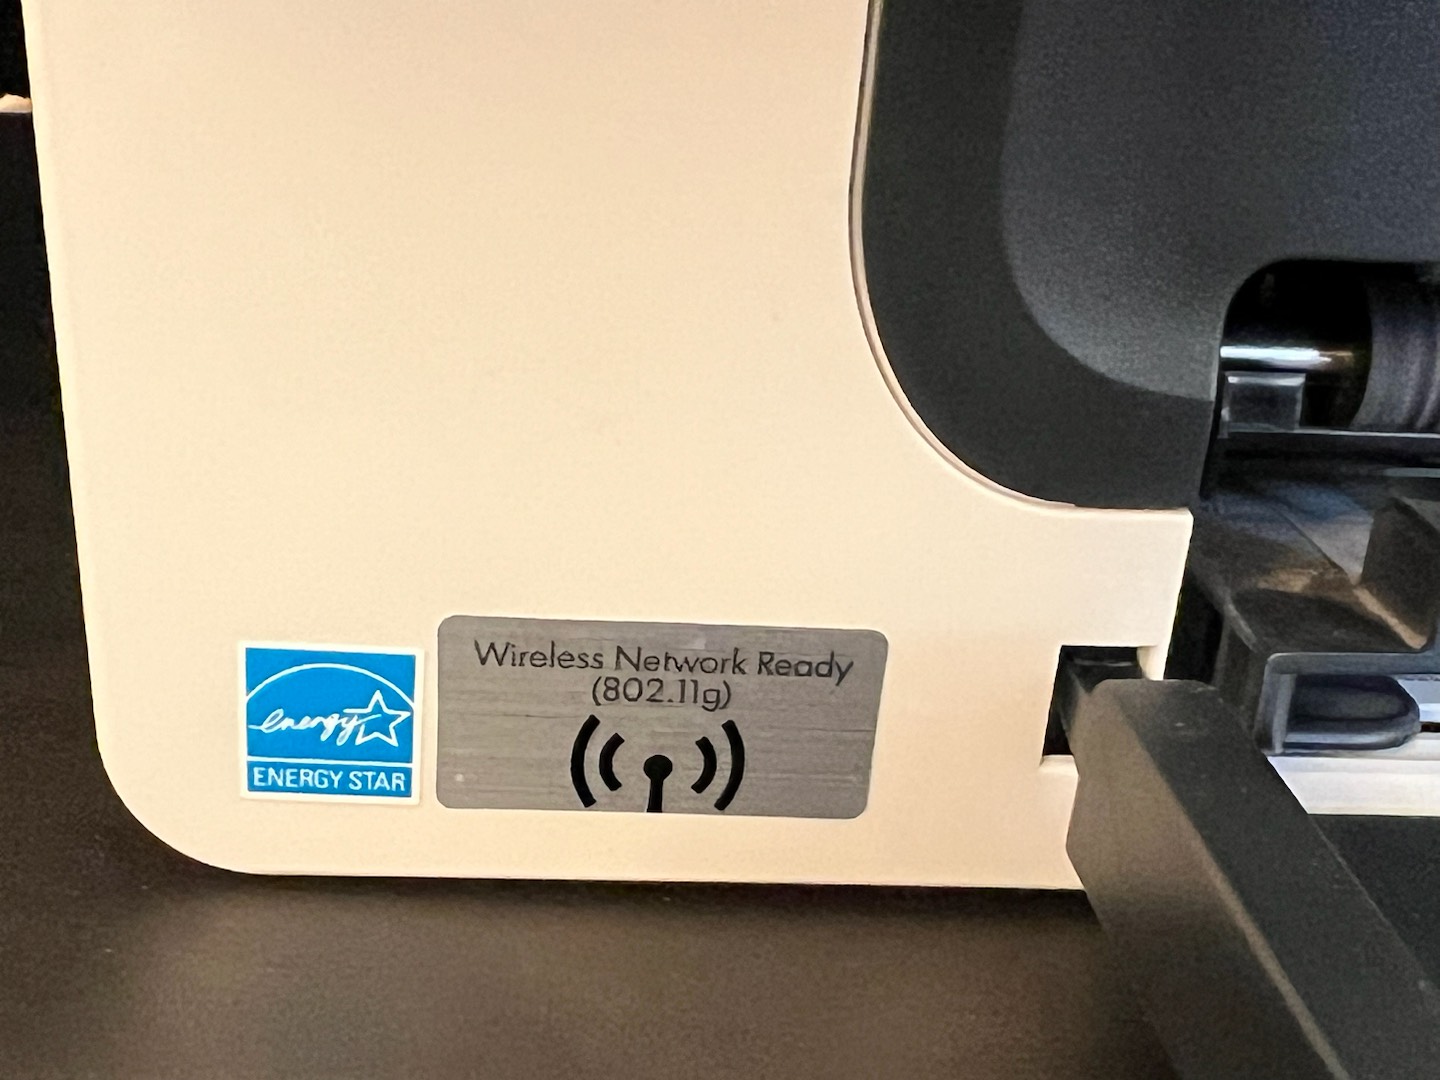 energy
ENERGY STAR
Wireless Network Ready
(802.11g)